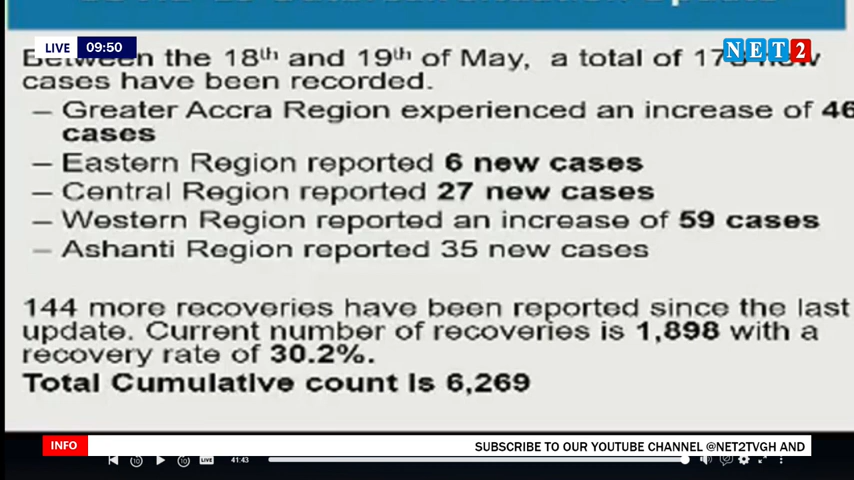 LIVE 09:50
NET2
Between the 18th and 19th of May, a total of new
cases have been recorded.
– Greater Accra Region experienced an increase of 46
cases
– Eastern Region reported 6 new cases
– Central Region reported 27 new cases
– Western Region reported an increase of 59 cases
– Ashanti Region reported 35 new cases
144 more recoveries have been reported since the last
update. Current number of recoveries is 1,898 with a
recovery rate of 30.2%.
Total Cumulative count is 6,269
INFO SUBSCRIBE TO OUR YOUTUBE CHANNEL @NET2TVGH AND
LIVE 41:43